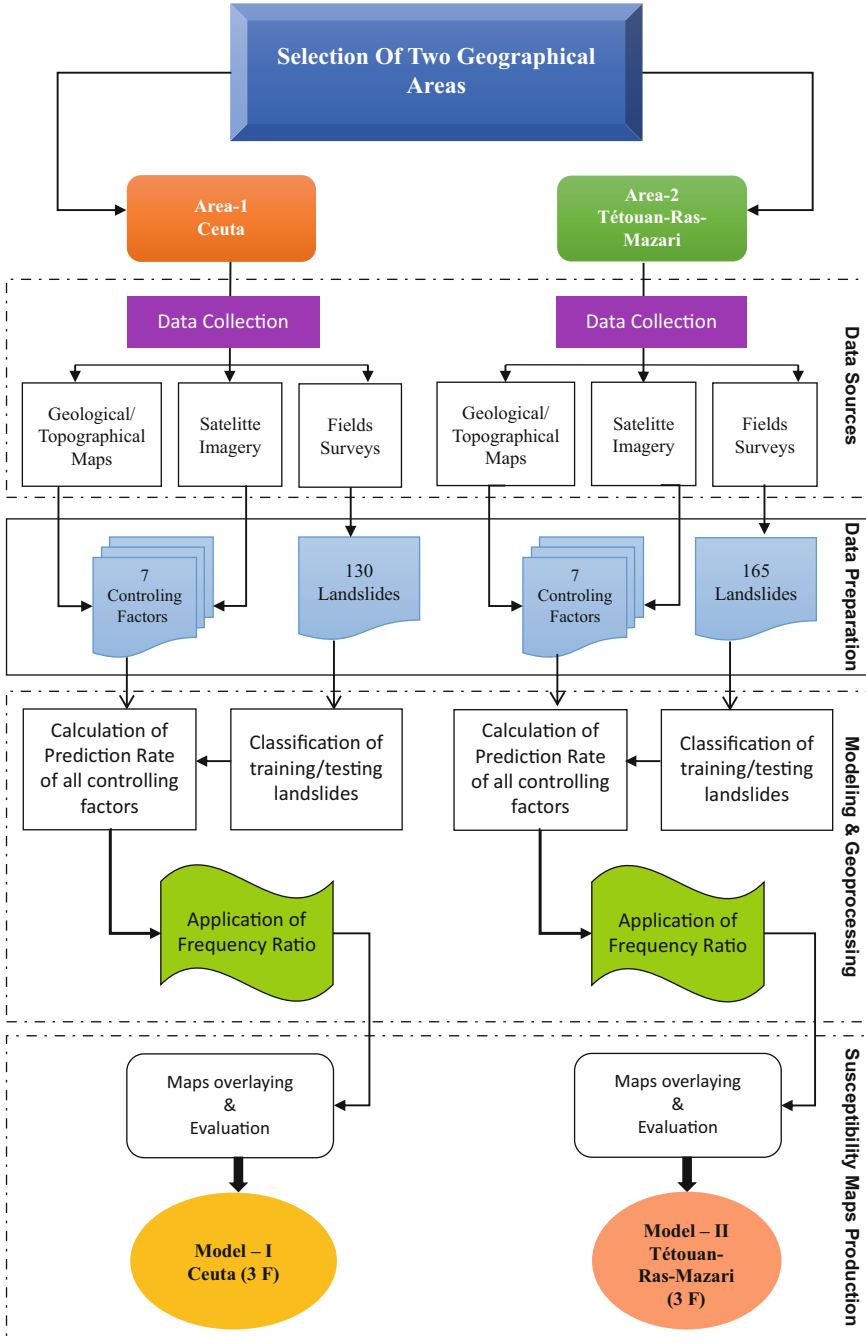 Selection Of Two Geographical
Areas
Area-1
Ceuta
Area-2
Tétouan-Ras-
Mazari
Data Collection
Data Collection
Geological/
Topographical
Maps
Satelitte
Imagery
Fields
Surveys
Geological/
Topographical
Maps
Satelitte
Imagery
Fields
Surveys
Data Sources
7
Controling
Factors
130
Landslides
7
Controling
Factors
165
Landslides
Data Preparation
Calculation of
Prediction Rate
of all controlling
factors
Classification of
training/testing
landslides
Calculation of
Prediction Rate
of all controlling
factors
Classification of
training/testing
landslides
Application of
Frequency Ratio
Application of
Frequency Ratio
Modeling & Geoprocessing
Maps overlaying
&
Evaluation
Maps overlaying
&
Evaluation
Model – I
Ceuta (3 F)
Model – II
Tétouan-
Ras-Mazari
(3 F)
Susceptibility Maps Production